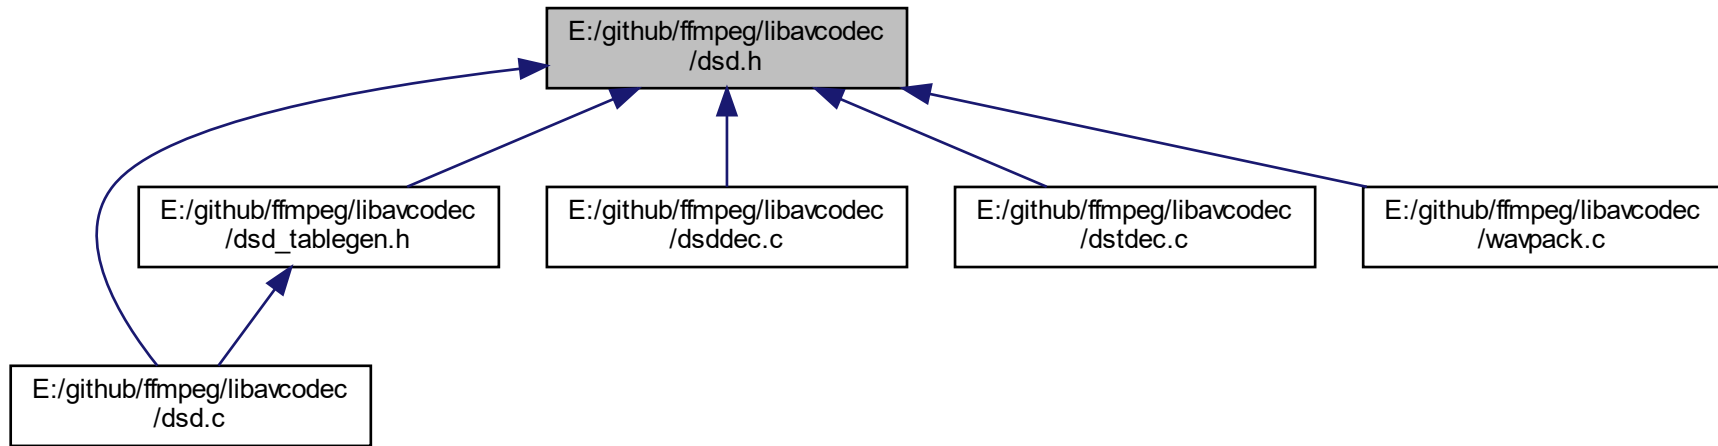 E:/github/ffmpeg/libavcodec
/dsd.h
E:/github/ffmpeg/libavcodec
/dsd_tablegen.h
E:/github/ffmpeg/libavcodec
/dsddec.c
E:/github/ffmpeg/libavcodec
/dstdec.c
E:/github/ffmpeg/libavcodec
/wavpack.c
E:/github/ffmpeg/libavcodec
/dsd.c